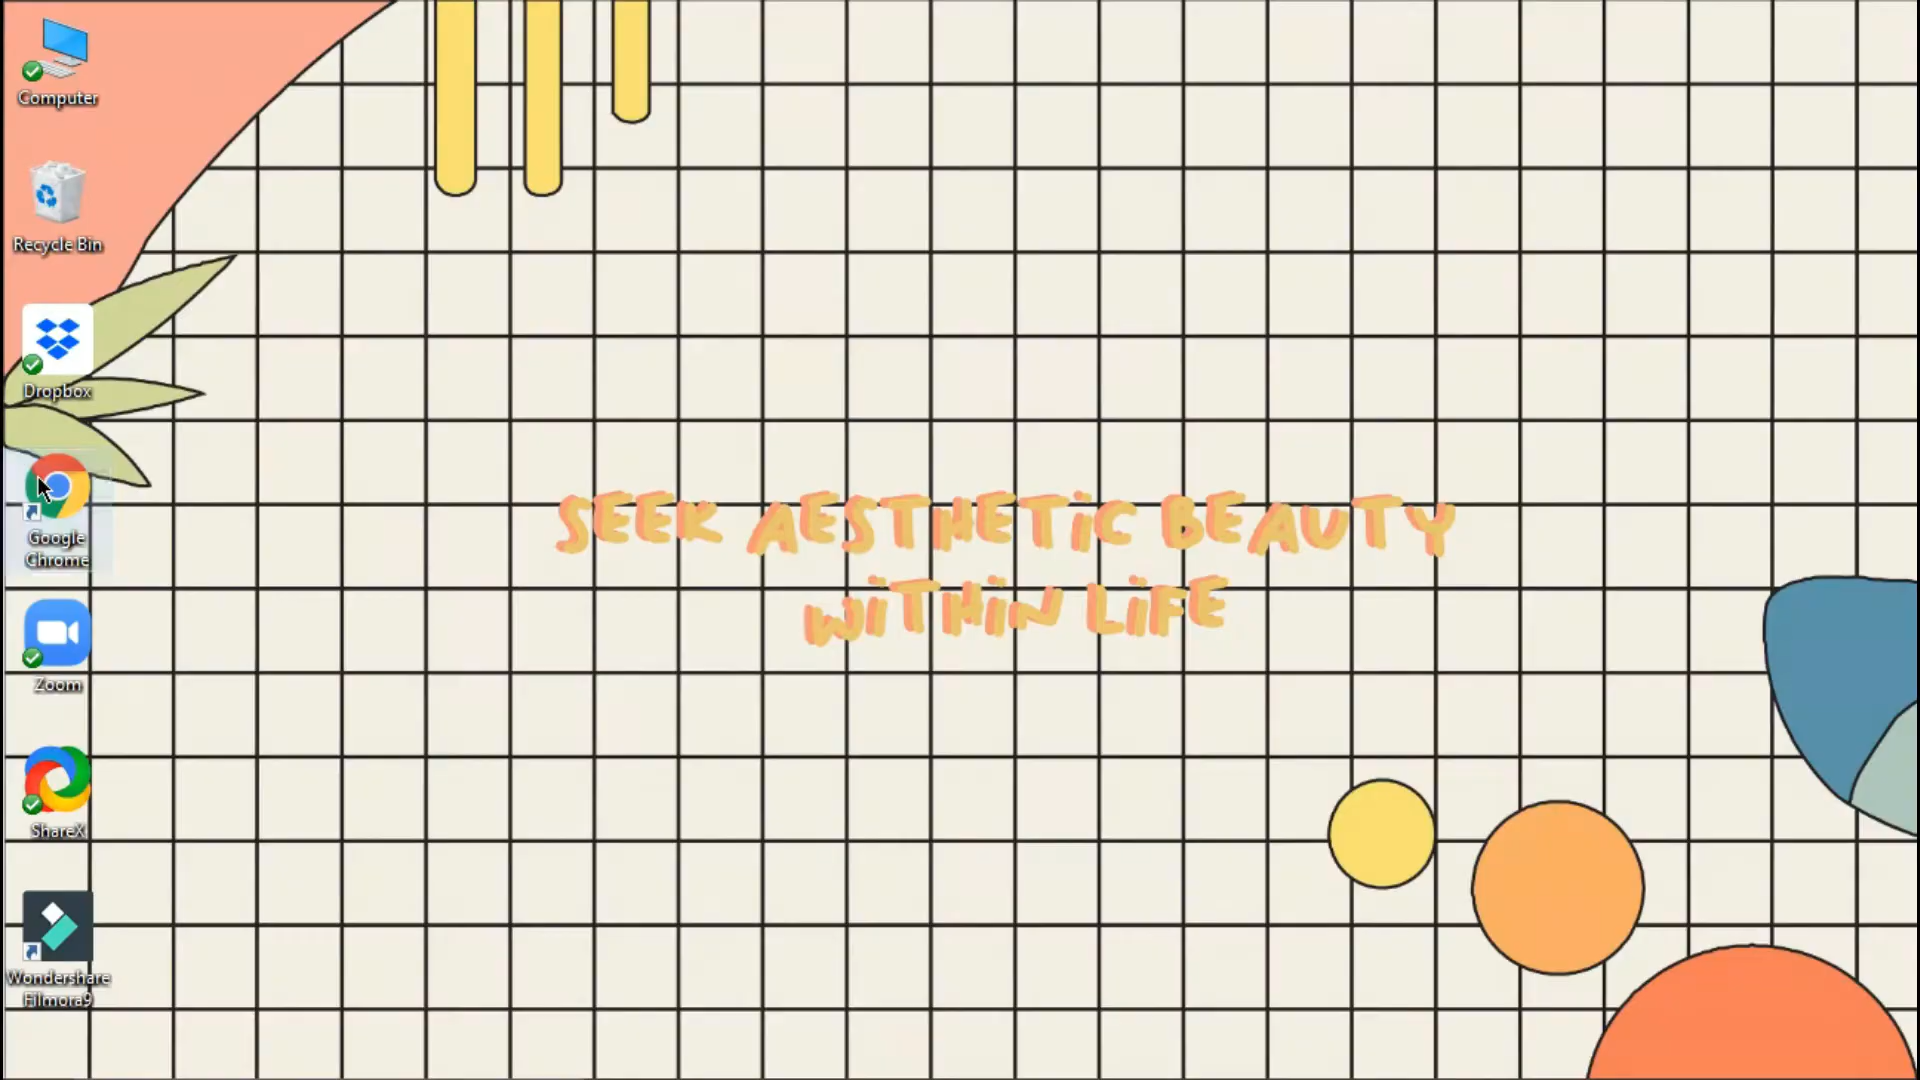 Computer
Recycle Bin
Dropbox
Google
Chrome
Zoom
ShareX
Wondershare
Filmora9
SEEK AESTHETiC BEAUTY
WiTHiN LiFE